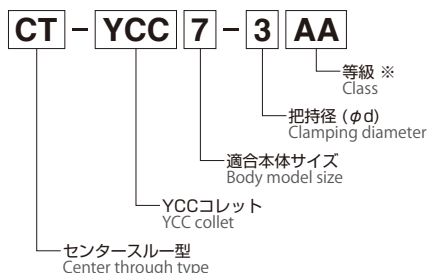 CT - YCC 7 - 3 AA
等級 ※
Class
把持径 (φd)
Clamping diameter
適合本体サイズ
Body model size
YCCコレット
YCC collet
センタースルー型
Center through type